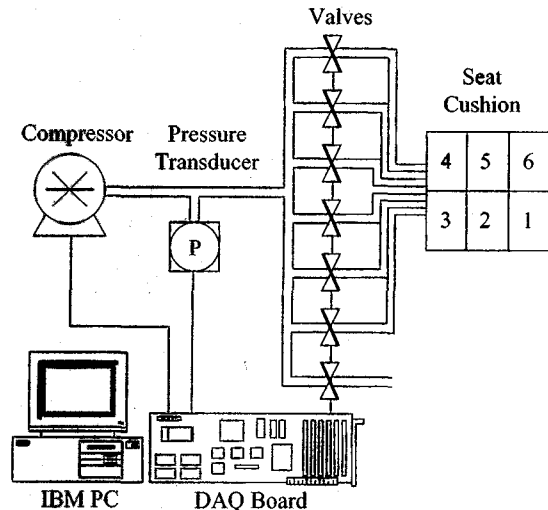 Valves
Seat
Cushion
Compressor
Pressure
Transducer
4 5 6
3 2 1
P
IBM PC
DAQ Board